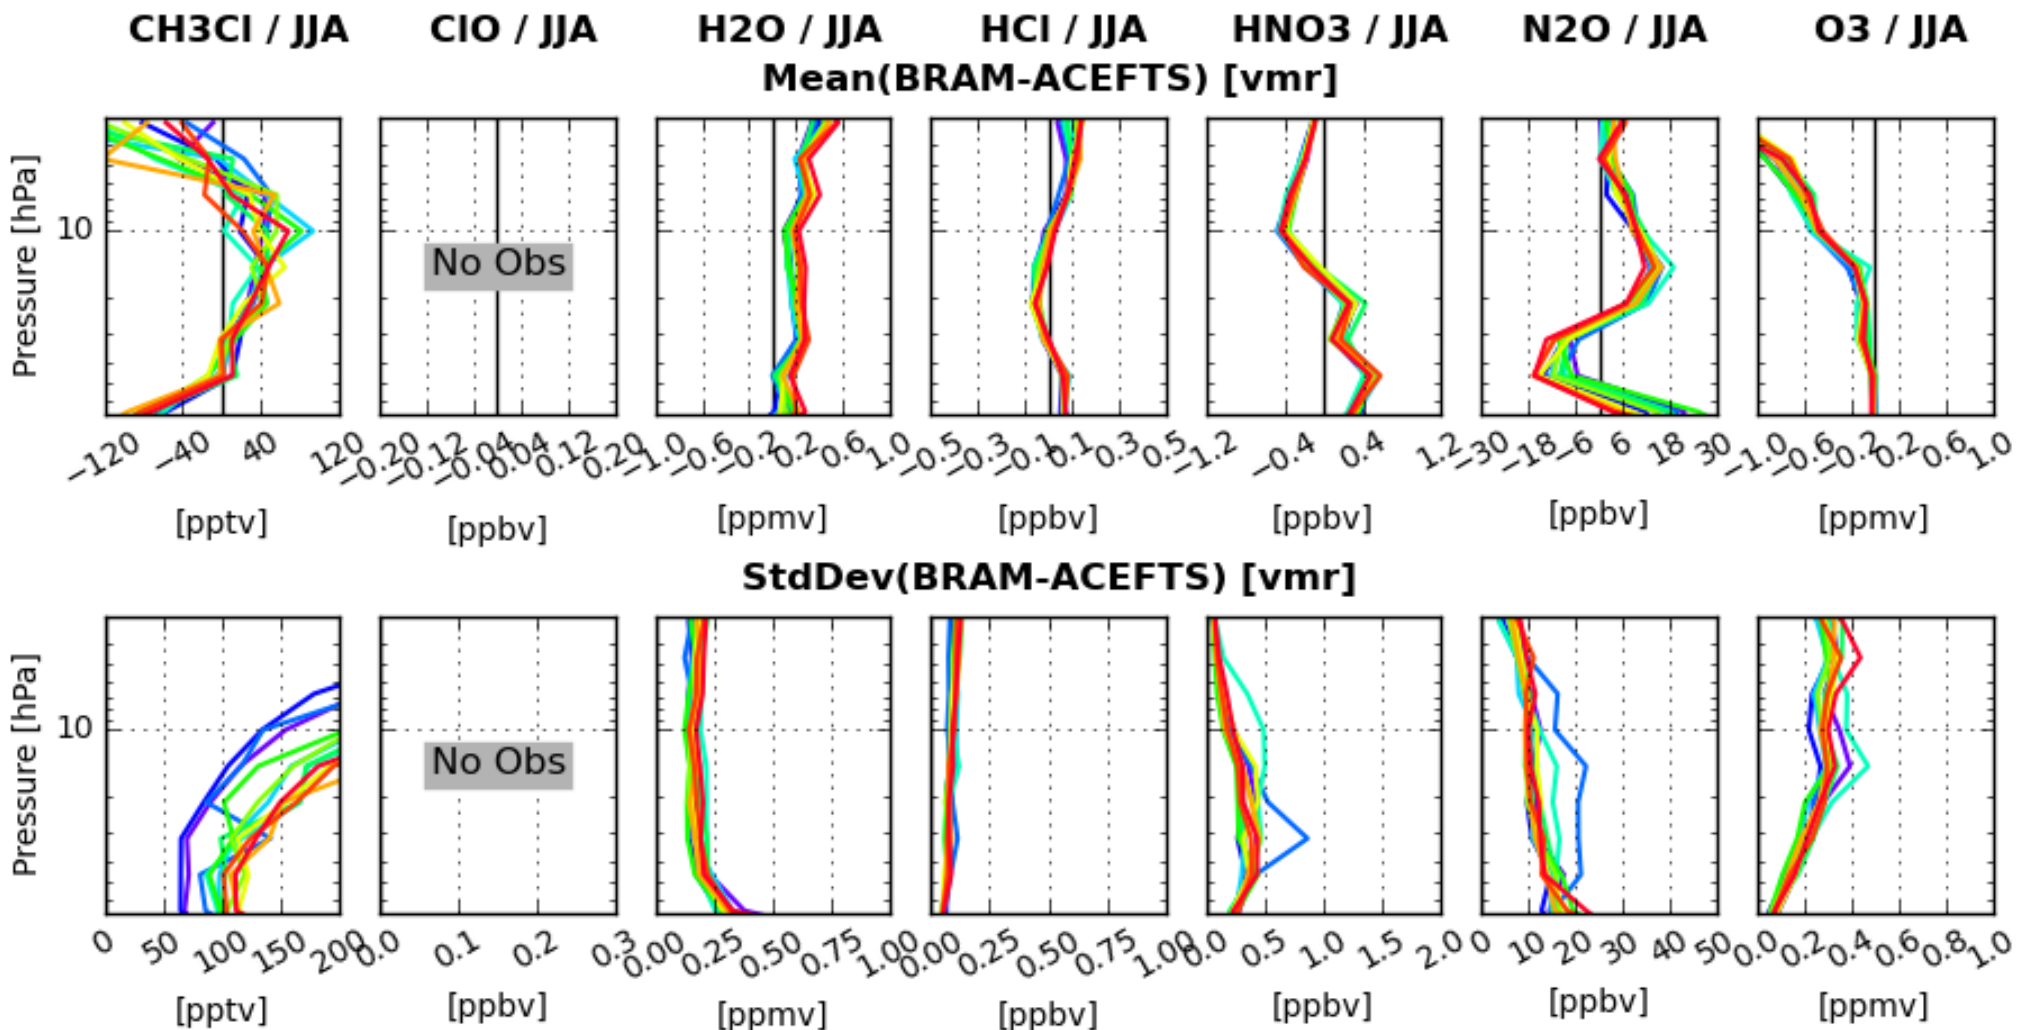 CH3Cl / JJA ClO / JJA H2O / JJA HCl / JJA HNO3 / JJA N2O / JJA O3 / JJA
Mean(BRAM-ACEFTS) [vmr]
Pressure [hPa]
10
No Obs
−120 −40 40 120 −0.20 −0.12 −0.04 0.04 0.12 0.20 −1.0 −0.6 −0.2 0.2 0.6 1.0 −0.5 −0.3 −0.1 0.1 0.3 0.5 −1.2 −0.4 0.4 1.2 −30 −18 −6 6 18 30 −1.0 −0.6 −0.2 0.2 0.6 1.0
[pptv] [ppbv] [ppmv] [ppbv] [ppbv] [ppbv] [ppmv]
StdDev(BRAM-ACEFTS) [vmr]
Pressure [hPa]
10
No Obs
0 50 100 150 200 0.0 0.1 0.2 0.3 0.00 0.25 0.50 0.75 1.00 0.00 0.25 0.50 0.75 1.00 0.0 0.5 1.0 1.5 2.0 0 10 20 30 40 50 0.0 0.2 0.4 0.6 0.8 1.0
[pptv] [ppbv] [ppmv] [ppbv] [ppbv] [ppbv] [ppmv]